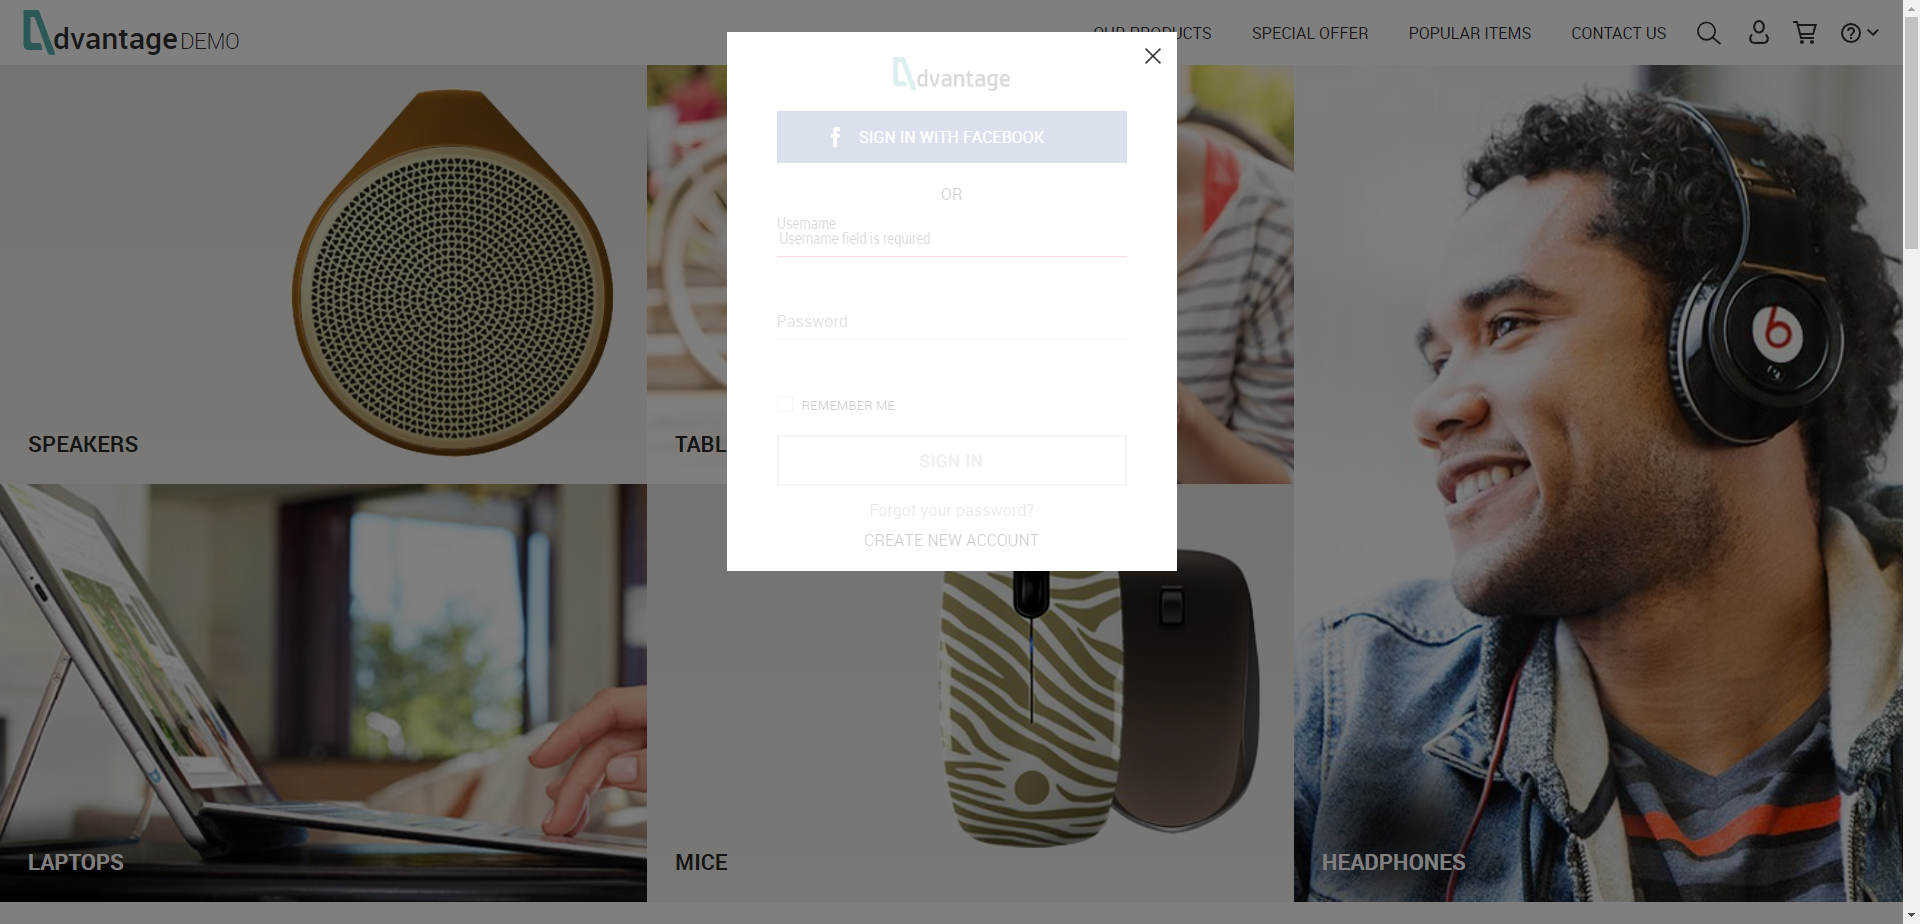 dvantage DEMO
OUR PRODUCTS SPECIAL OFFER POPULAR ITEMS CONTACT US
dvantage
SIGN IN WITH FACEBOOK
OR
Username
Username field is required
Password
REMEMBER ME
SIGN IN
Forgot your password?
CREATE NEW ACCOUNT
SPEAKERS
TABL
LAPTOPS
MICE
HEADPHONES